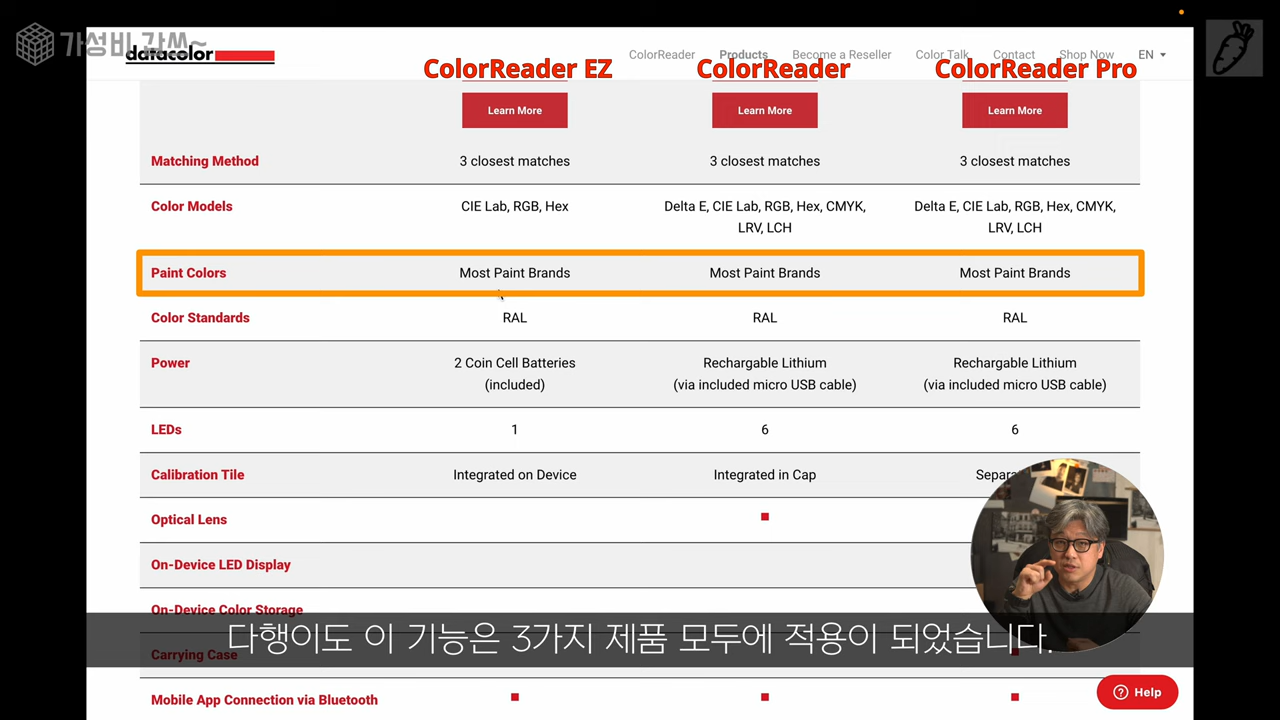 가성비 갑쓰~
datacolor
ColorReader Products Become a Reseller Color Talk Contact Shop Now EN
ColorReader EZ ColorReader ColorReader Pro
Learn More Learn More Learn More
Matching Method 3 closest matches 3 closest matches 3 closest matches
Color Models CIE Lab, RGB, Hex Delta E, CIE Lab, RGB, Hex, CMYK, Delta E, CIE Lab, RGB, Hex, CMYK,
LRV, LCH LRV, LCH
Paint Colors Most Paint Brands Most Paint Brands Most Paint Brands
Color Standards RAL RAL RAL
Power 2 Coin Cell Batteries Rechargable Lithium Rechargable Lithium
(included) (via included micro USB cable) (via included micro USB cable)
LEDs 1 6 6
Calibration Tile Integrated on Device Integrated in Cap
Optical Lens
On-Device LED Display
On-Device Color Storage
다행이도 이 기능은 3가지 제품 모두에 적용이 되었습니다.
Carrying Case
Mobile App Connection via Bluetooth
Help